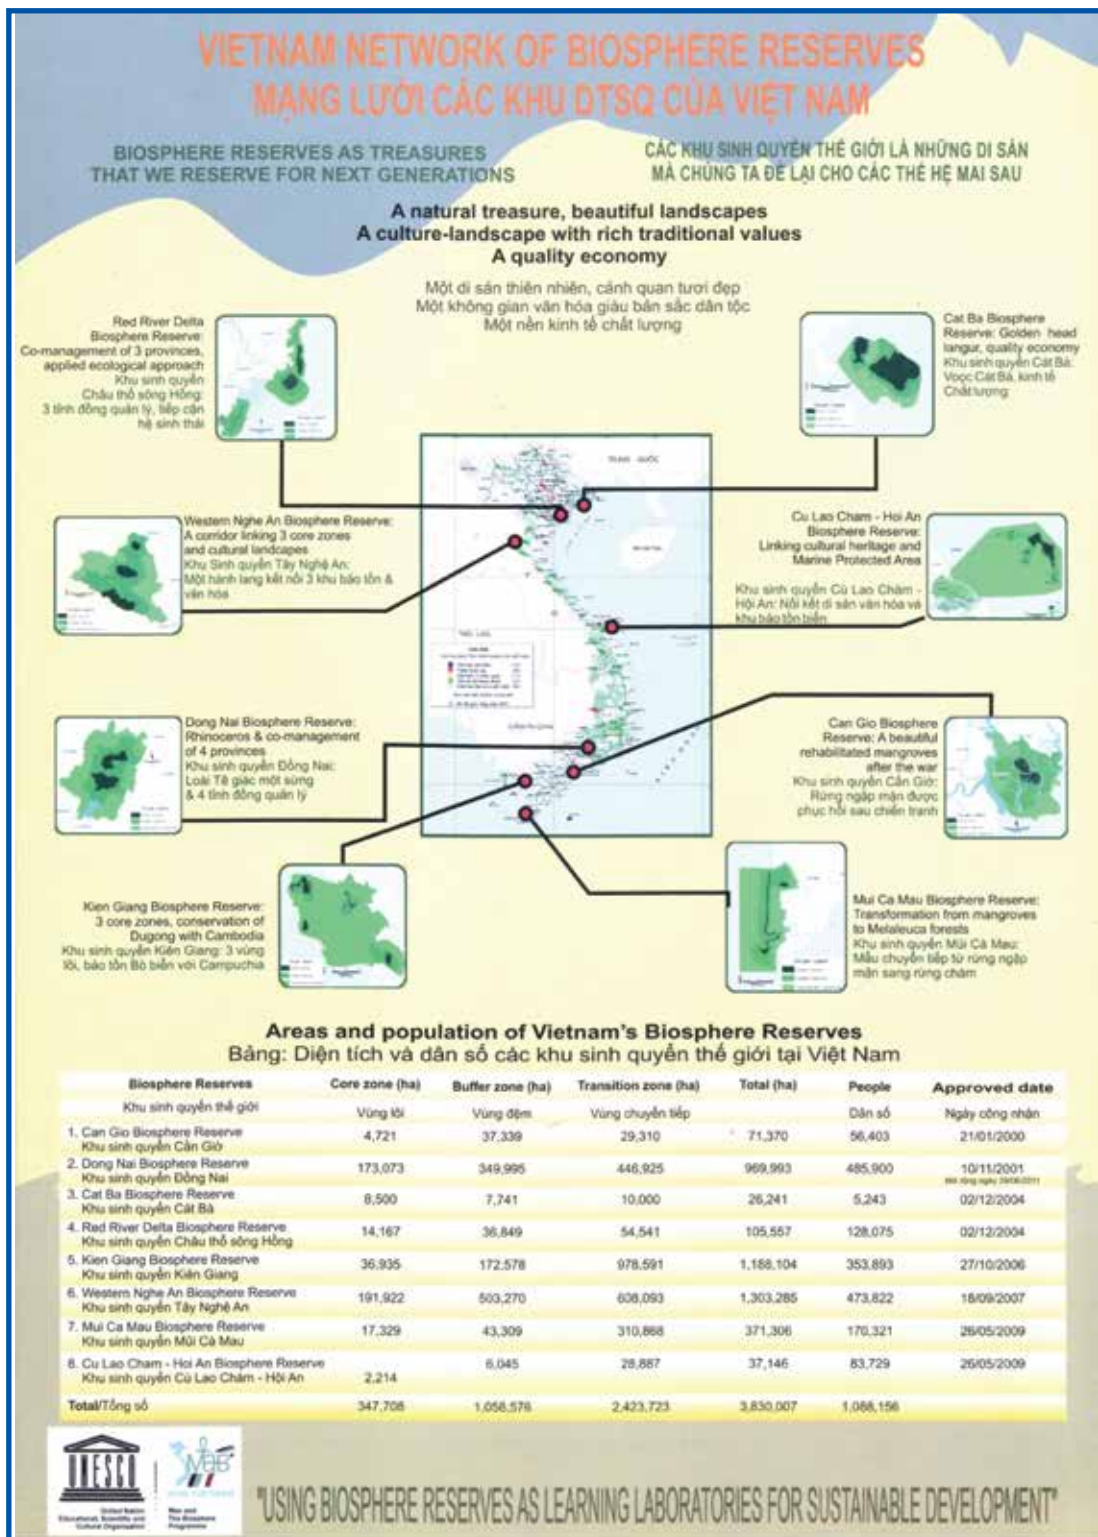 VIETNAM NETWORK OF BIOSPHERE RESERVES
MẠNG LƯỜI CÁC KHU DTSQ CỦA VIỆT NAM
BIOSPHERE RESERVES AS TREASURES
THAT WE RESERVE FOR NEXT GENERATIONS
CÁC KHU SINH QUYỂN THẾ GIỚI LÀ NHỮNG DI SẢN
MÀ CHÚNG TA ĐỂ LẠI CHO CÁC THẾ HỆ MAI SAU
A natural treasure, beautiful landscapes
A culture-landscape with rich traditional values
A quality economy
Một di sản thiên nhiên, cảnh quan tươi đẹp
Một không gian văn hóa giàu bản sắc dân tộc
Một nền kinh tế chất lượng
Red River Delta
Biosphere Reserve:
Co-management of 3 provinces,
applied ecological approach
Khu sinh quyển
Châu thổ sông Hồng:
3 tỉnh đồng quản lý, tiếp cận
hệ sinh thái
Cat Ba Biosphere
Reserve: Golden head
langur, quality economy
Khu sinh quyển Cát Bà:
Voọc Cát Bà, kinh tế
Chất lượng
TRUNG QUỐC
Western Nghe An Biosphere Reserve:
A corridor linking 3 core zones
and cultural landcapes
Khu Sinh quyển Tây Nghệ An:
Một hành lang kết nối 3 khu bảo tồn &
văn hóa
Cu Lao Cham - Hoi An
Biosphere Reserve:
Linking cultural heritage and
Marine Protected Area
Khu sinh quyển Cù Lao Chàm -
Hội An: Nối kết di sản văn hóa và
khu bảo tồn biển
Dong Nai Biosphere Reserve:
Rhinoceros & co-management
of 4 provinces
Khu sinh quyển Đồng Nai:
Loài Tê giác một sừng
& 4 tỉnh đồng quản lý
Can Gio Biosphere
Reserve: A beautiful
rehabilitated mangroves
after the war
Khu sinh quyển Cần Giờ:
Rừng ngập mặn được
phục hồi sau chiến tranh
Kien Giang Biosphere Reserve:
3 core zones, conservation of
Dugong with Cambodia
Khu sinh quyển Kiên Giang: 3 vùng
lõi, bảo tồn Bò biển với Campuchia
Mui Ca Mau Biosphere Reserve:
Transformation from mangroves
to Melaleuca forests
Khu sinh quyển Mũi Cà Mau:
Mẫu chuyển tiếp từ rừng ngập
mặn sang rừng chàm
Areas and population of Vietnam's Biosphere Reserves
Bảng: Diện tích và dân số các khu sinh quyển thế giới tại Việt Nam
Biosphere Reserves Core zone (ha) Buffer zone (ha) Transition zone (ha) Total (ha) People Approved date
Khu sinh quyển thế giới Vùng lõi Vùng đệm Vùng chuyển tiếp Dân số Ngày công nhận
1. Can Gio Biosphere Reserve 4,721 37,339 29,310 71,370 56,403 21/01/2000
Khu sinh quyển Cần Giờ
2. Dong Nai Biosphere Reserve 173,073 349,995 446,925 969,993 485,900 10/11/2001
Khu sinh quyển Đồng Nai
3. Cat Ba Biosphere Reserve 8,500 7,741 10,000 26,241 5,243 02/12/2004
Khu sinh quyển Cát Bà
4. Red River Delta Biosphere Reserve 14,167 36,849 54,541 105,557 128,075 02/12/2004
Khu sinh quyển Châu thổ sông Hồng
5. Kien Giang Biosphere Reserve 36,935 172,578 978,591 1,188,104 353,893 27/10/2006
Khu sinh quyển Kiên Giang
6. Western Nghe An Biosphere Reserve 191,922 503,270 608,093 1,303,285 473,822 18/09/2007
Khu sinh quyển Tây Nghệ An
7. Mui Ca Mau Biosphere Reserve 17,329 43,309 310,868 371,306 170,321 26/05/2009
Khu sinh quyển Mũi Cà Mau
8. Cu Lao Cham - Hoi An Biosphere Reserve 6,045 28,887 37,146 83,729 26/05/2009
Khu sinh quyển Cù Lao Chàm - Hội An 2,214
Total/Tổng số 347,708 1,058,576 2,423,723 3,830,007 1,088,156
UNESCO
United Nations
Educational, Scientific and
Cultural Organization
MAB
Man and
The Biosphere
Programme
"USING BIOSPHERE RESERVES AS LEARNING LABORATORIES FOR SUSTAINABLE DEVELOPMENT"